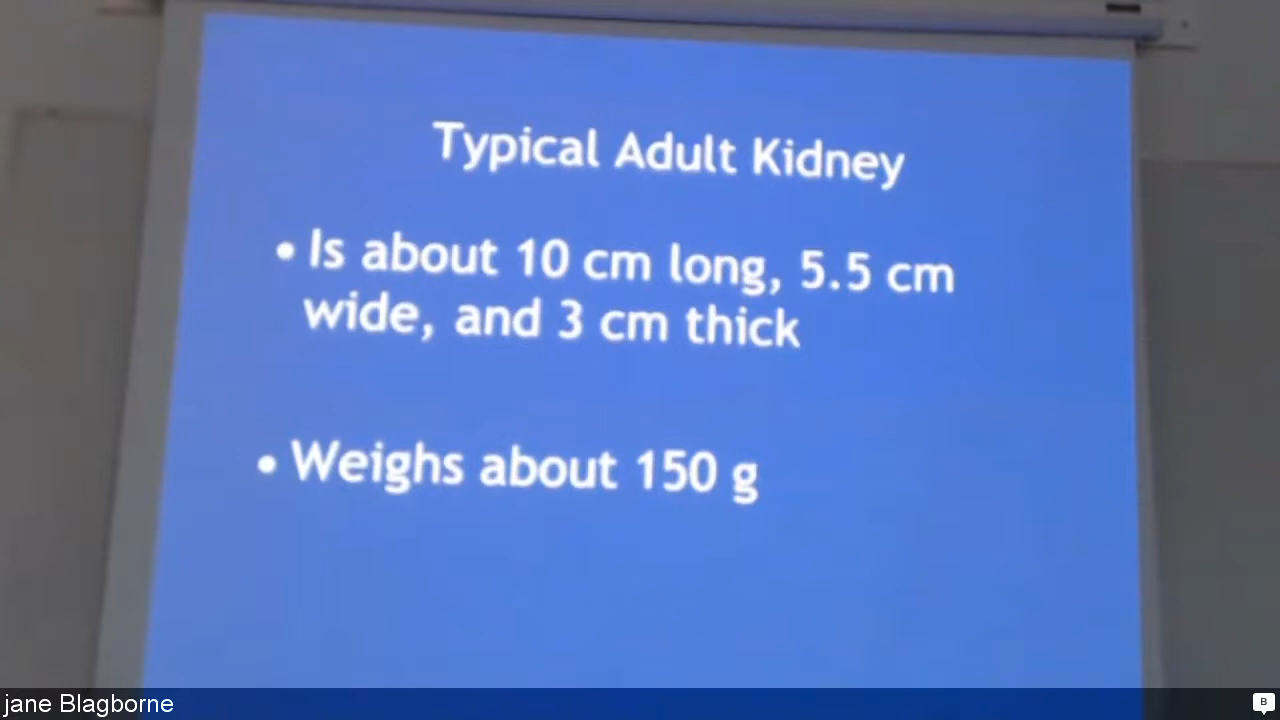 Typical Adult Kidney
• Is about 10 cm long, 5.5 cm
wide, and 3 cm thick
• Weighs about 150 g
jane Blagborne
B